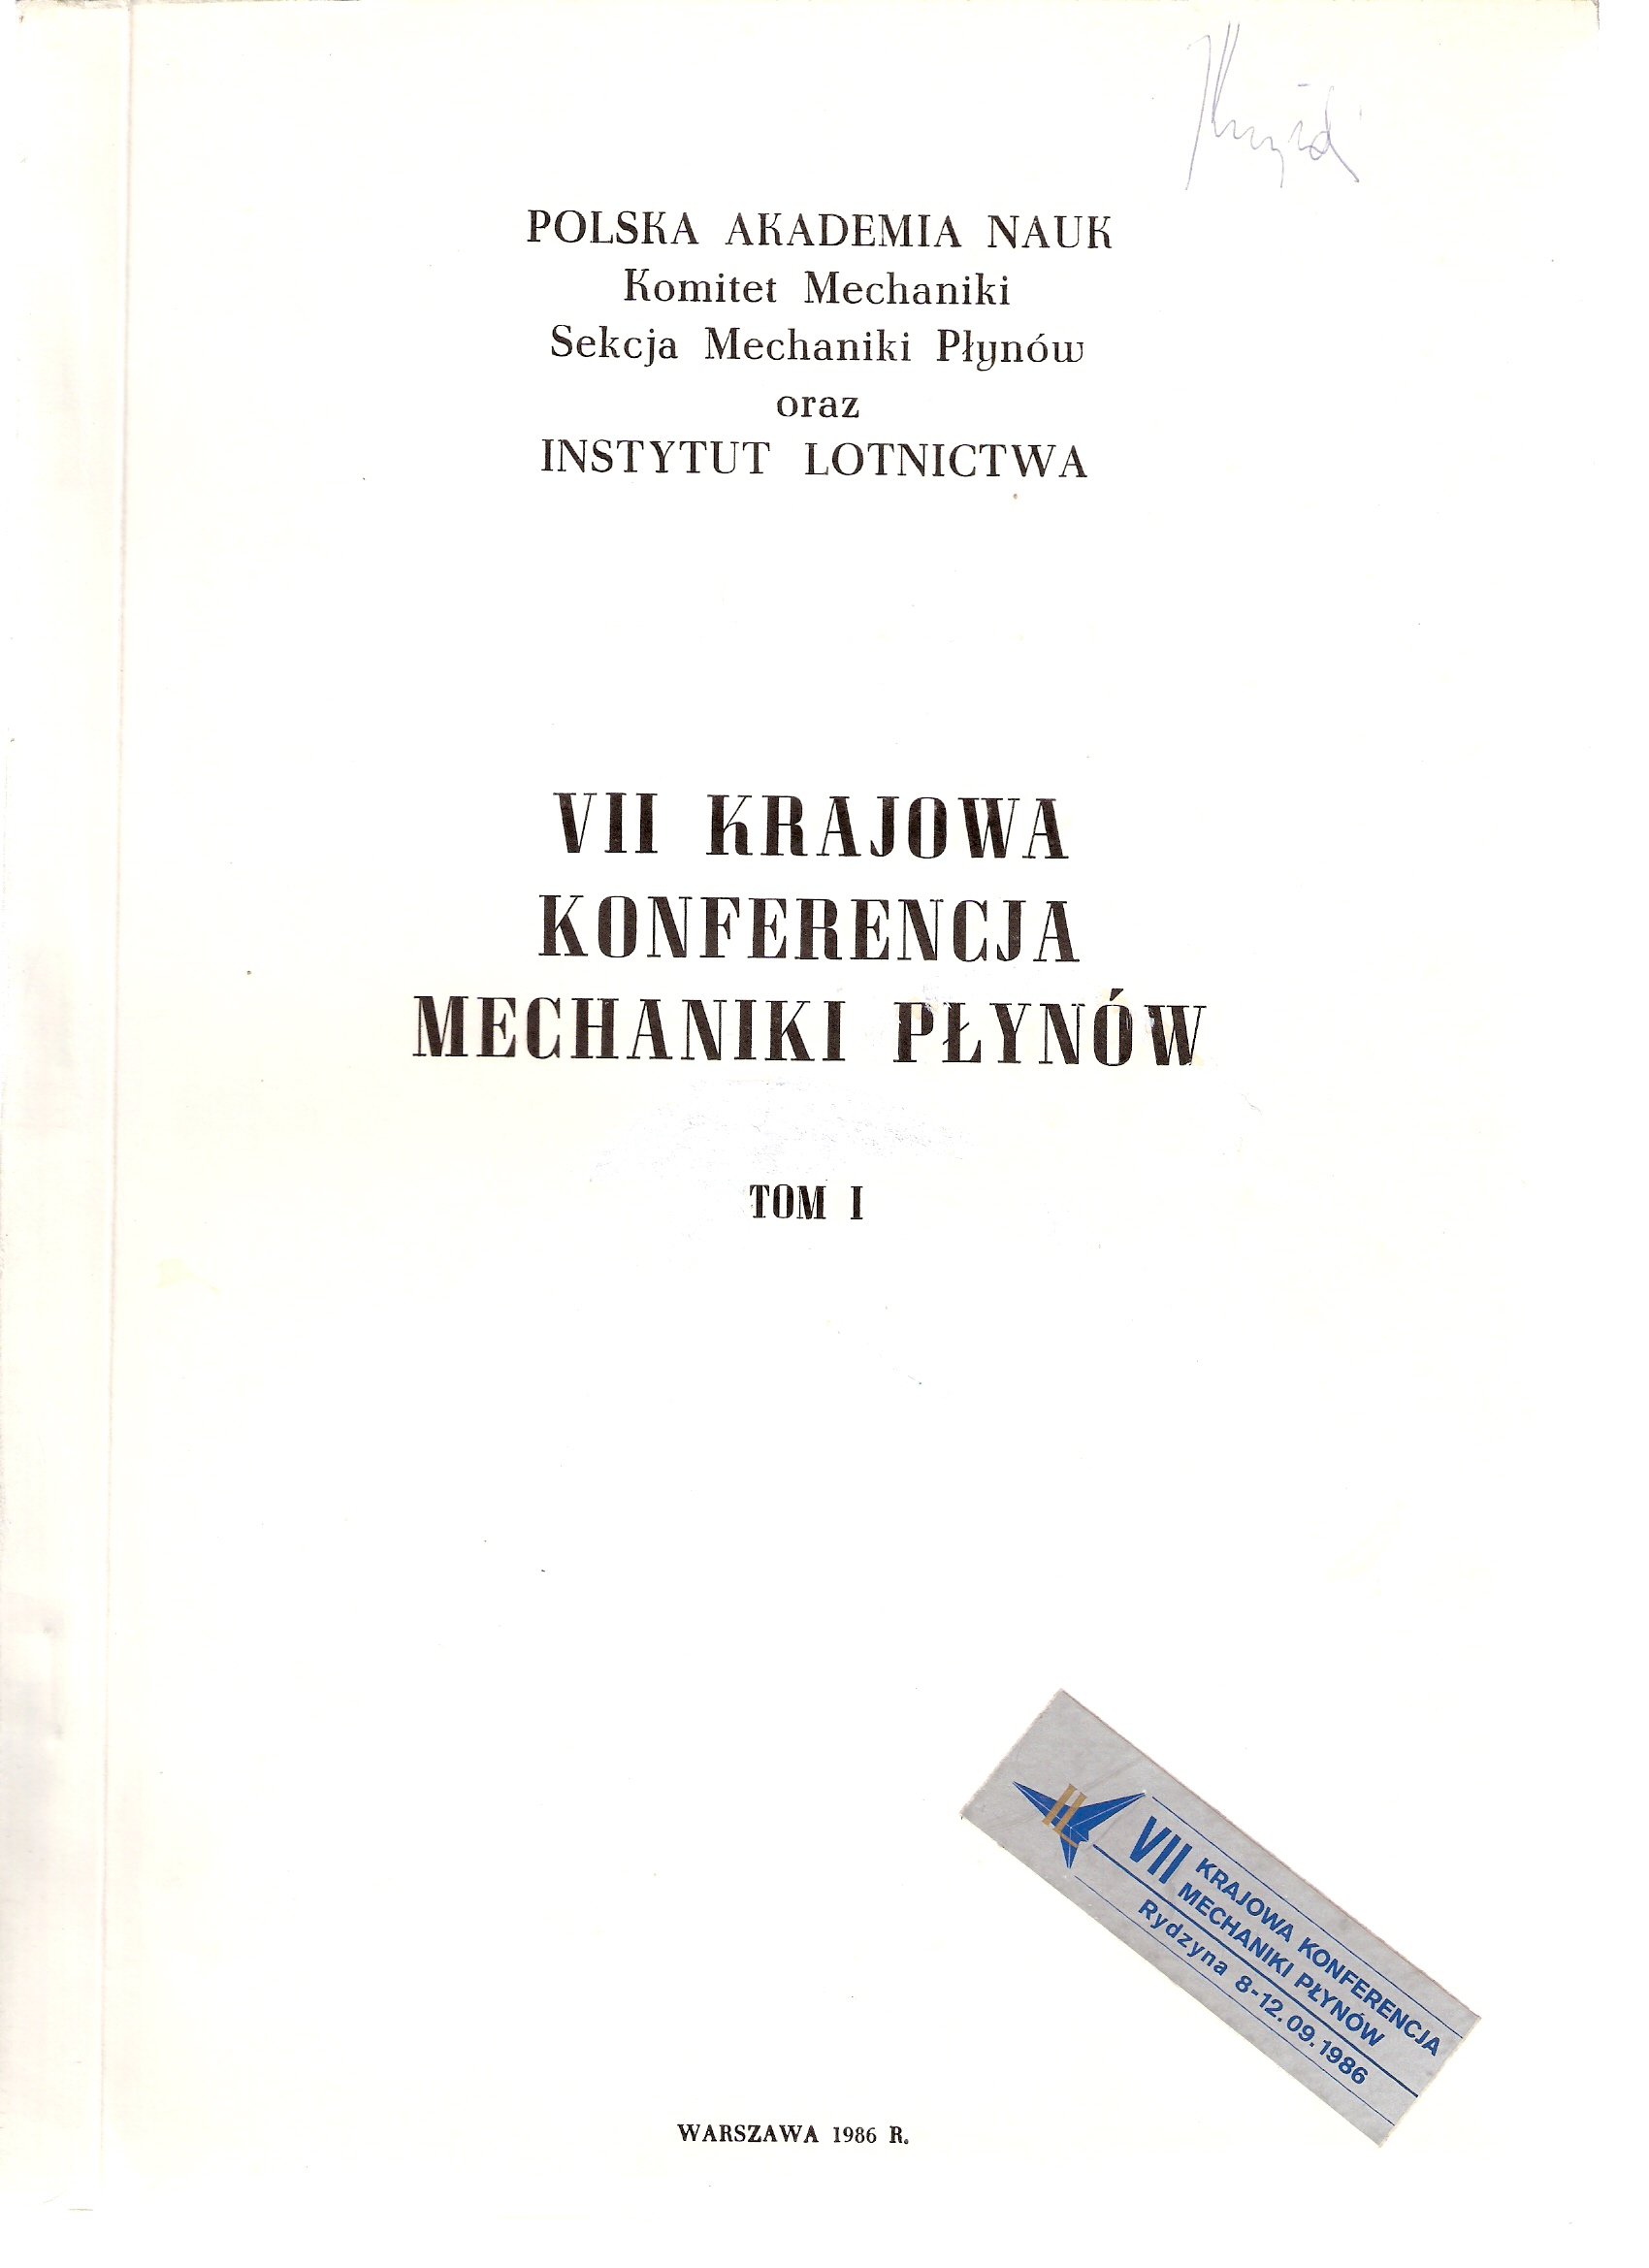 POLSKA AKADEMIA NAUK
Komitet Mechaniki
Sekcja Mechaniki Płynów
oraz
INSTYTUT LOTNICTWA
VII KRAJOWA
KONFERENCJA
MECHANIKI PŁYNÓW
TOM I
IL
VII KRAJOWA KONFERENCJA
MECHANIKI PŁYNÓW
Rydzyna 8-12.09.1986
WARSZAWA 1986 R.